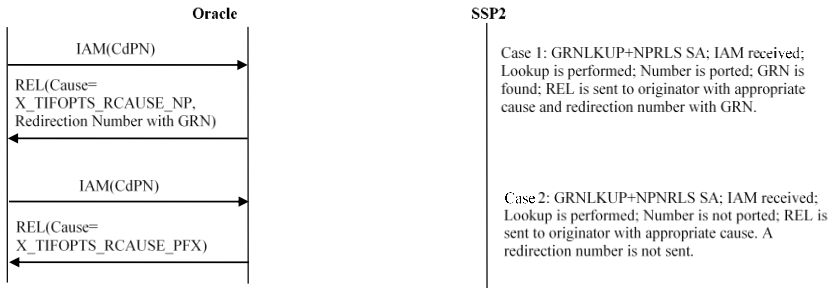 Oracle
SSP2
IAM(CdPN)
REL(Cause=
X_TIFOPTS_RCAUSE_NP,
Redirection Number with GRN)
Case 1: GRNLKUP+NPRLS SA; IAM received;
Lookup is performed; Number is ported; GRN is
found; REL is sent to originator with appropriate
cause and redirection number with GRN.
IAM(CdPN)
REL(Cause=
X_TIFOPTS_RCAUSE_PFX)
Case 2: GRNLKUP+NPNRLS SA; IAM received;
Lookup is performed; Number is not ported; REL is
sent to originator with appropriate cause. A
redirection number is not sent.